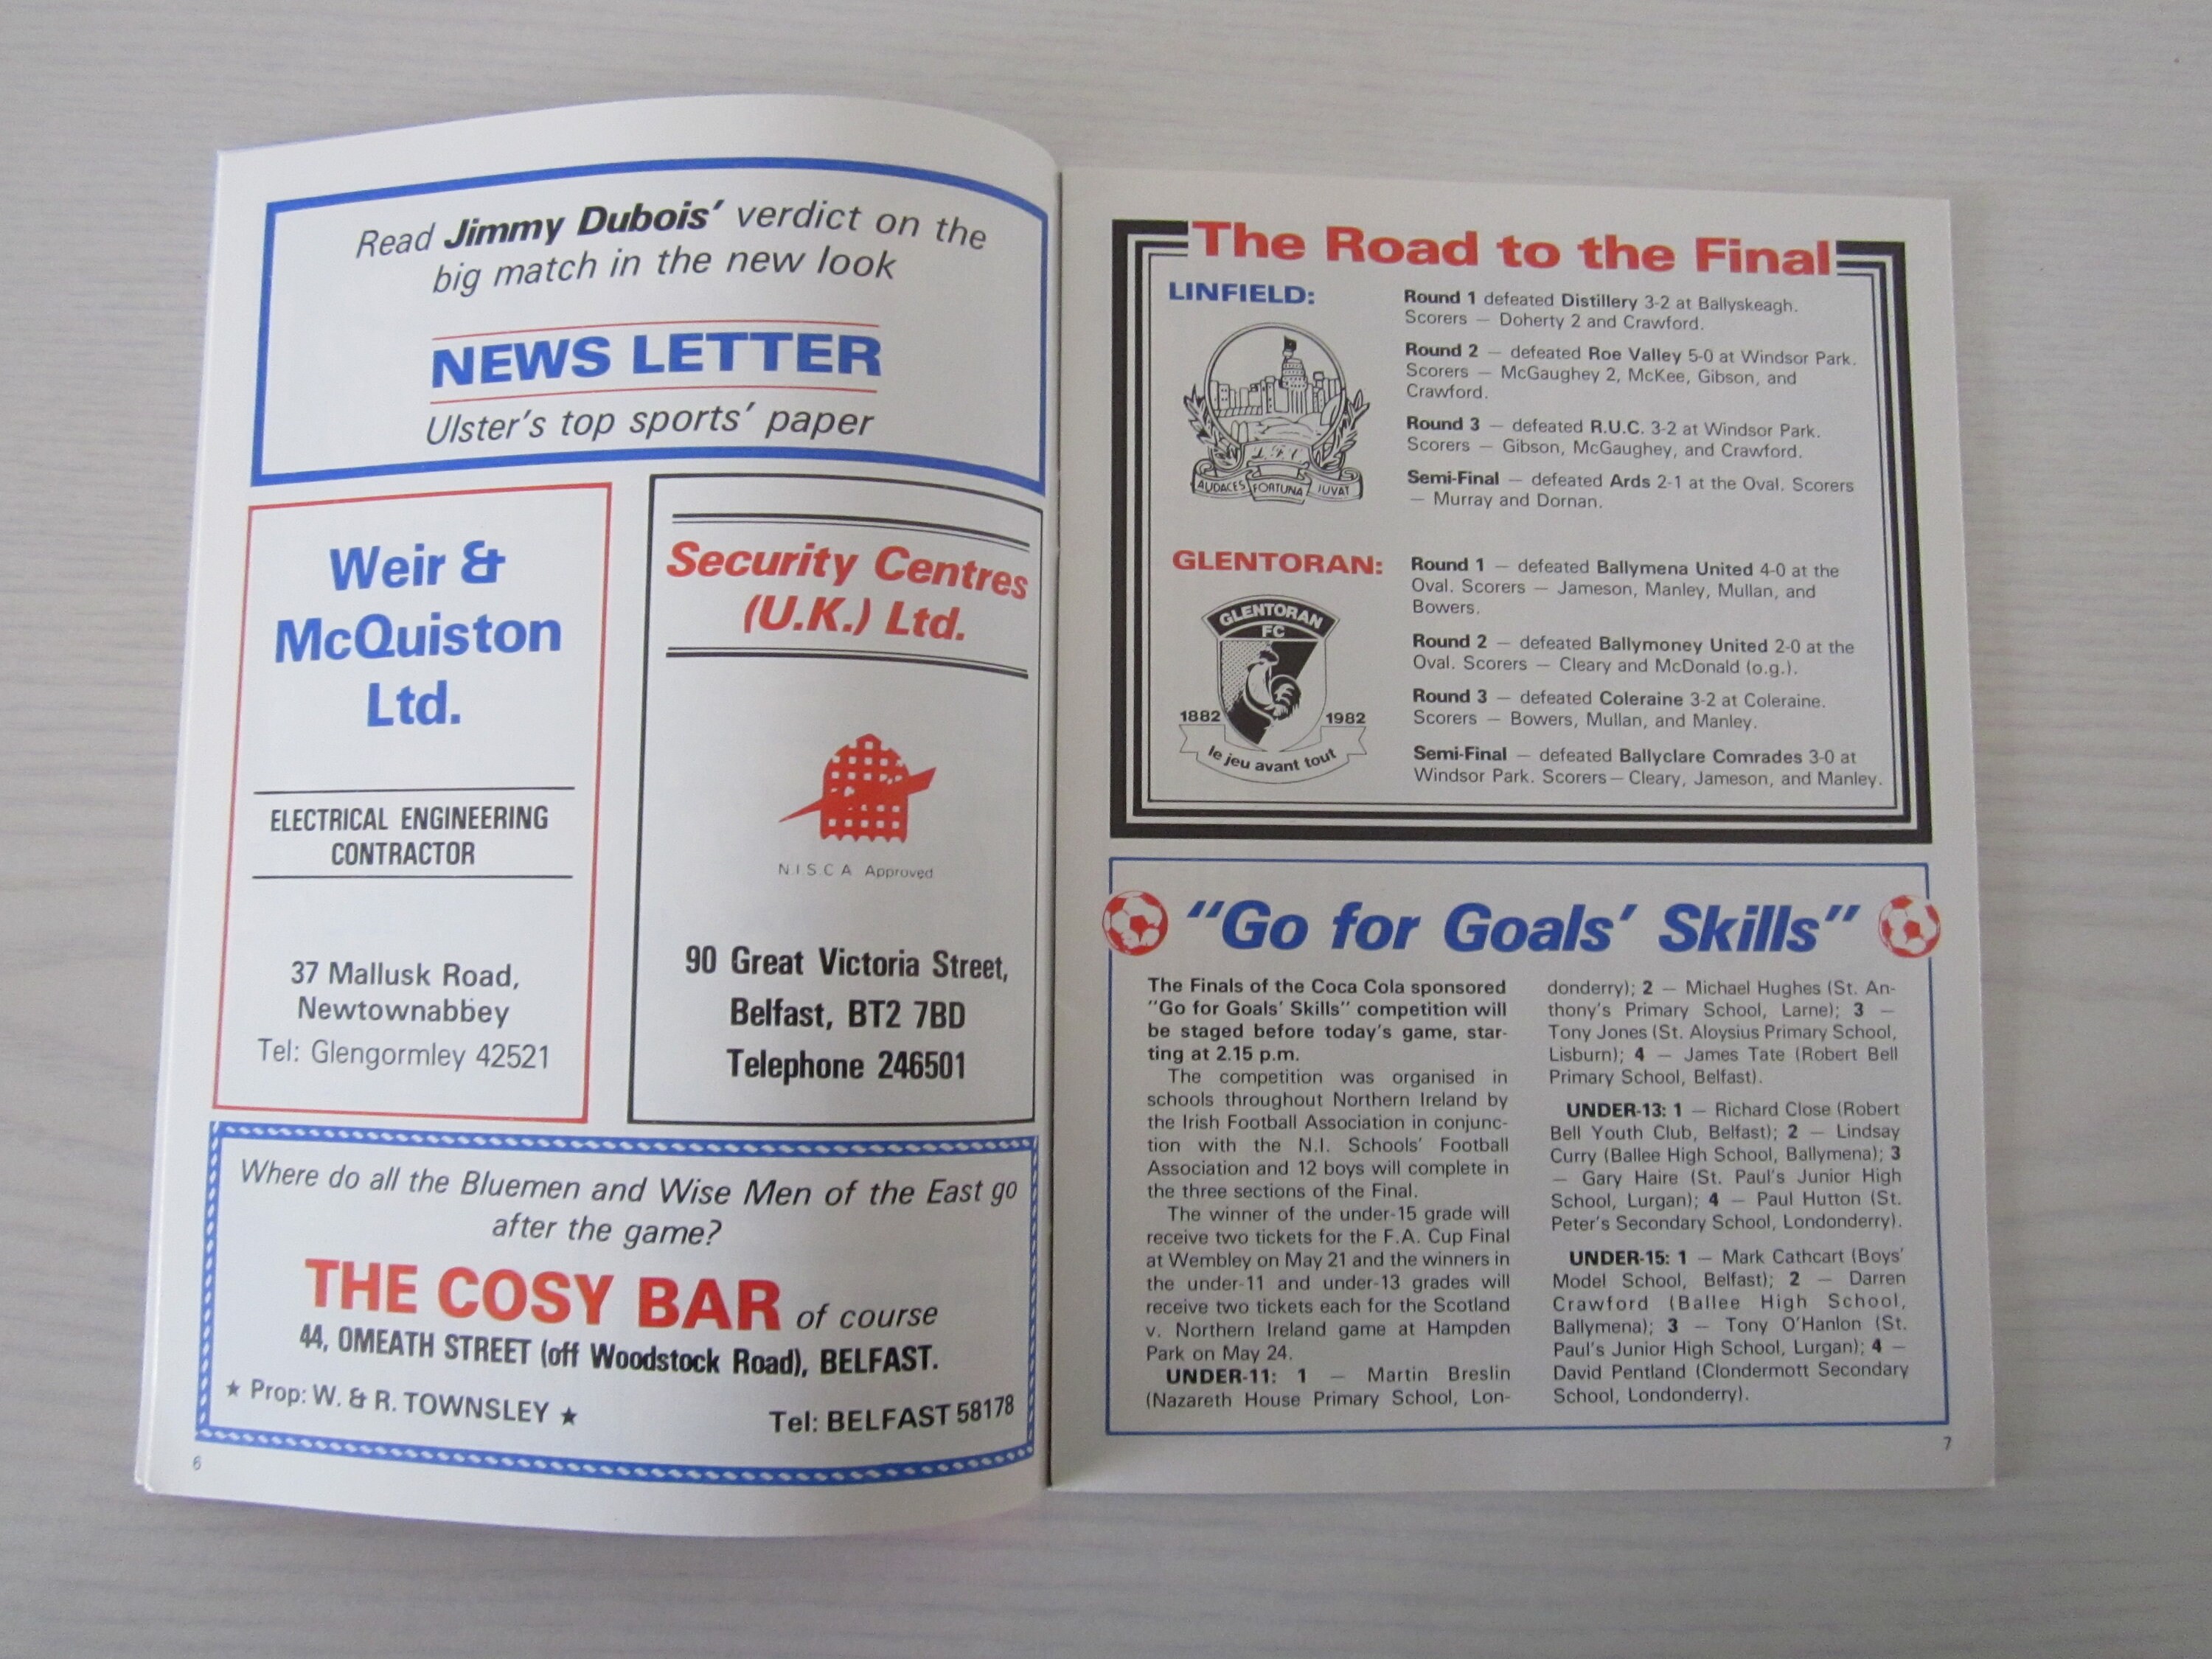 Read Jimmy Dubois' verdict on the
big match in the new look
NEWS LETTER
Ulster's top sports' paper
Weir &
McQuiston
Ltd.
ELECTRICAL ENGINEERING
CONTRACTOR
37 Mallusk Road,
Newtownabbey
Tel: Glengormley 42521
Security Centres
(U.K.) Ltd.
N.I.S.C.A. Approved
90 Great Victoria Street,
Belfast, BT2 7BD
Telephone 246501
Where do all the Bluemen and Wise Men of the East go
after the game?
THE COSY BAR of course
44, OMEATH STREET (off Woodstock Road), BELFAST.
★ Prop: W. & R. TOWNSLEY ★
Tel: BELFAST 58178
6
The Road to the Final
LINFIELD:
AUDACES FORTUNA JUVAT
Round 1 defeated Distillery 3-2 at Ballyskeagh.
Scorers — Doherty 2 and Crawford.
Round 2 — defeated Roe Valley 5-0 at Windsor Park.
Scorers — McGaughey 2, McKee, Gibson, and
Crawford.
Round 3 — defeated R.U.C. 3-2 at Windsor Park.
Scorers — Gibson, McGaughey, and Crawford.
Semi-Final — defeated Ards 2-1 at the Oval. Scorers
— Murray and Dornan.
GLENTORAN:
GLENTORAN
FC
1882 1982
le jeu avant tout
Round 1 — defeated Ballymena United 4-0 at the
Oval. Scorers — Jameson, Manley, Mullan, and
Bowers.
Round 2 — defeated Ballymoney United 2-0 at the
Oval. Scorers — Cleary and McDonald (o.g.).
Round 3 — defeated Coleraine 3-2 at Coleraine.
Scorers — Bowers, Mullan, and Manley.
Semi-Final — defeated Ballyclare Comrades 3-0 at
Windsor Park. Scorers — Cleary, Jameson, and Manley.
"Go for Goals' Skills"
The Finals of the Coca Cola sponsored
"Go for Goals' Skills" competition will
be staged before today's game, star-
ting at 2.15 p.m.
The competition was organised in
schools throughout Northern Ireland by
the Irish Football Association in conjunc-
tion with the N.I. Schools' Football
Association and 12 boys will complete in
the three sections of the Final.
The winner of the under-15 grade will
receive two tickets for the F.A. Cup Final
at Wembley on May 21 and the winners in
the under-11 and under-13 grades will
receive two tickets each for the Scotland
v. Northern Ireland game at Hampden
Park on May 24.
UNDER-11: 1 — Martin Breslin
(Nazareth House Primary School, Lon-
donderry); 2 — Michael Hughes (St. An-
thony's Primary School, Larne); 3 —
Tony Jones (St. Aloysius Primary School,
Lisburn); 4 — James Tate (Robert Bell
Primary School, Belfast).
UNDER-13: 1 — Richard Close (Robert
Bell Youth Club, Belfast); 2 — Lindsay
Curry (Ballee High School, Ballymena); 3
— Gary Haire (St. Paul's Junior High
School, Lurgan); 4 — Paul Hutton (St.
Peter's Secondary School, Londonderry).
UNDER-15: 1 — Mark Cathcart (Boys'
Model School, Belfast); 2 — Darren
Crawford (Ballee High School,
Ballymena); 3 — Tony O'Hanlon (St.
Paul's Junior High School, Lurgan); 4 —
David Pentland (Clondermott Secondary
School, Londonderry).
7